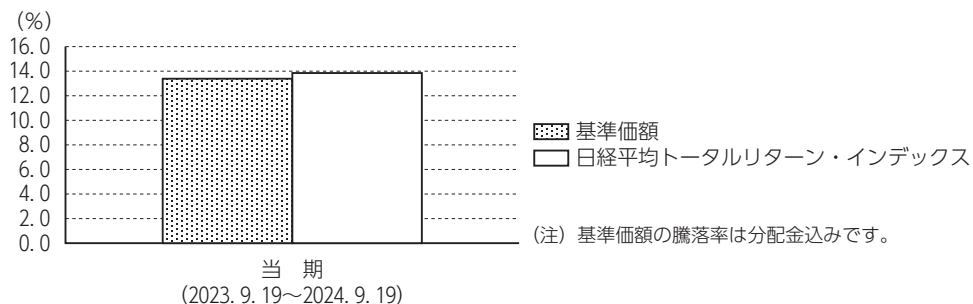 (%)
16.0
14.0
12.0
10.0
8.0
6.0
4.0
2.0
0.0
基準価額
日経平均トータルリターン・インデックス
(注) 基準価額の騰落率は分配金込みです。
当 期
(2023. 9. 19～2024. 9. 19)